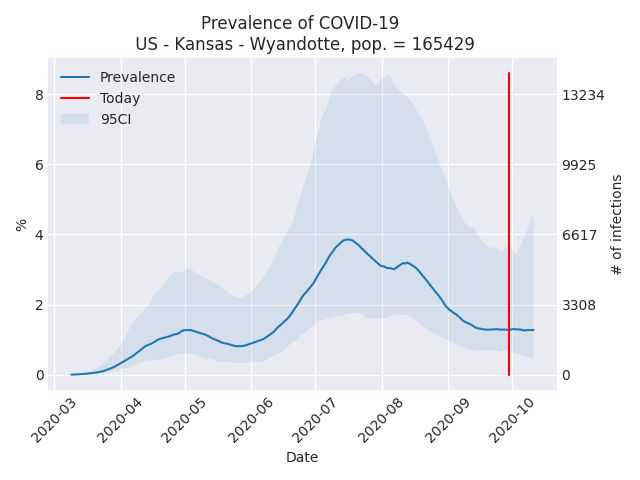 Prevalence of COVID-19
US - Kansas - Wyandotte, pop. = 165429
Prevalence
Today
95CI
8
6
4
2
0
%
13234
9925
6617
3308
0
# of infections
2020-03
2020-04
2020-05
2020-06
2020-07
2020-08
2020-09
2020-10
Date